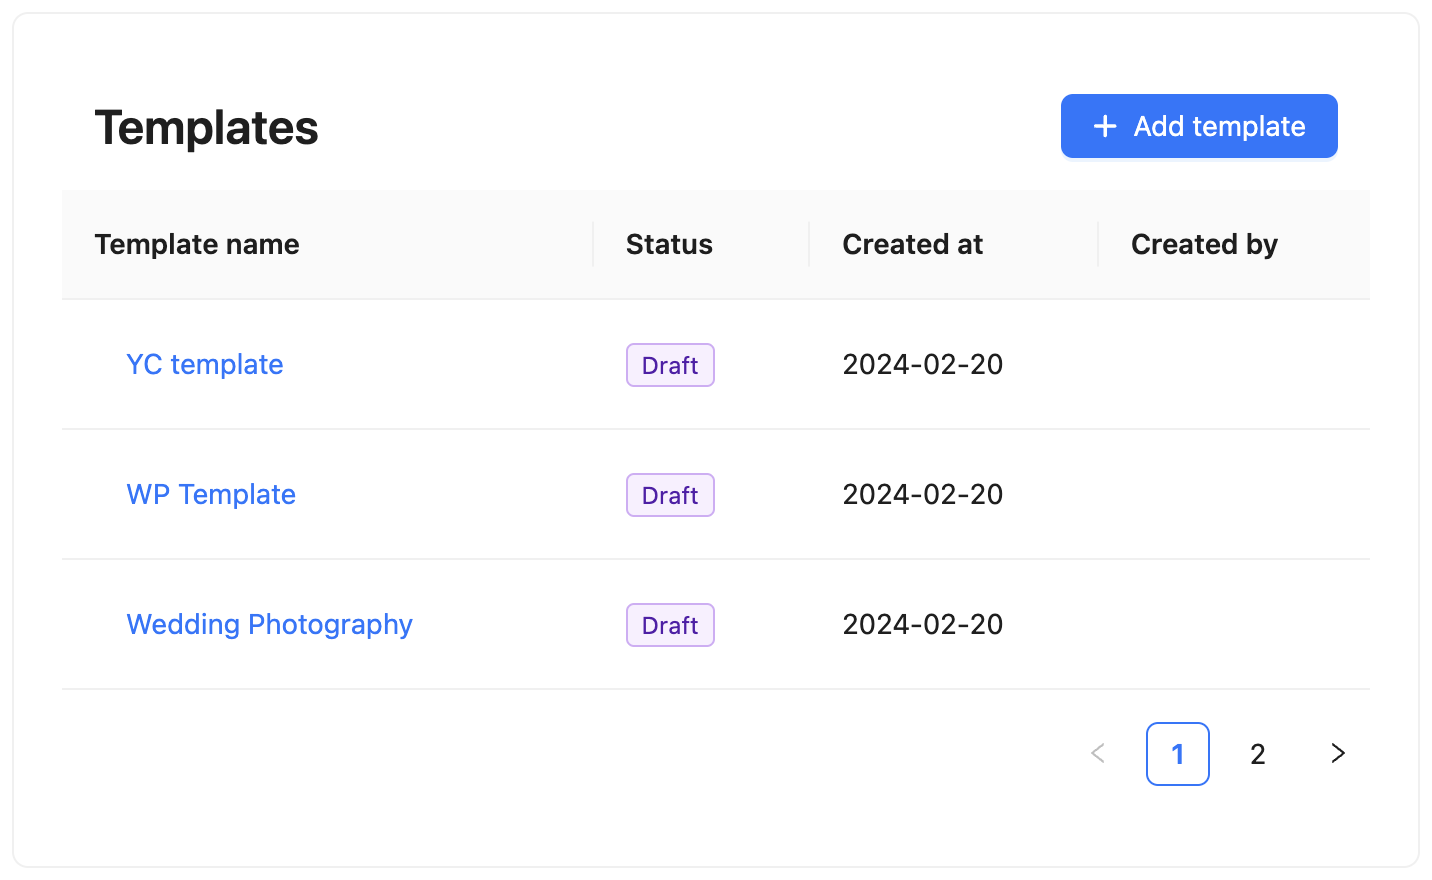 Templates
+ Add template
Template name Status Created at Created by
YC template Draft 2024-02-20
WP Template Draft 2024-02-20
Wedding Photography Draft 2024-02-20
< 1 2 >